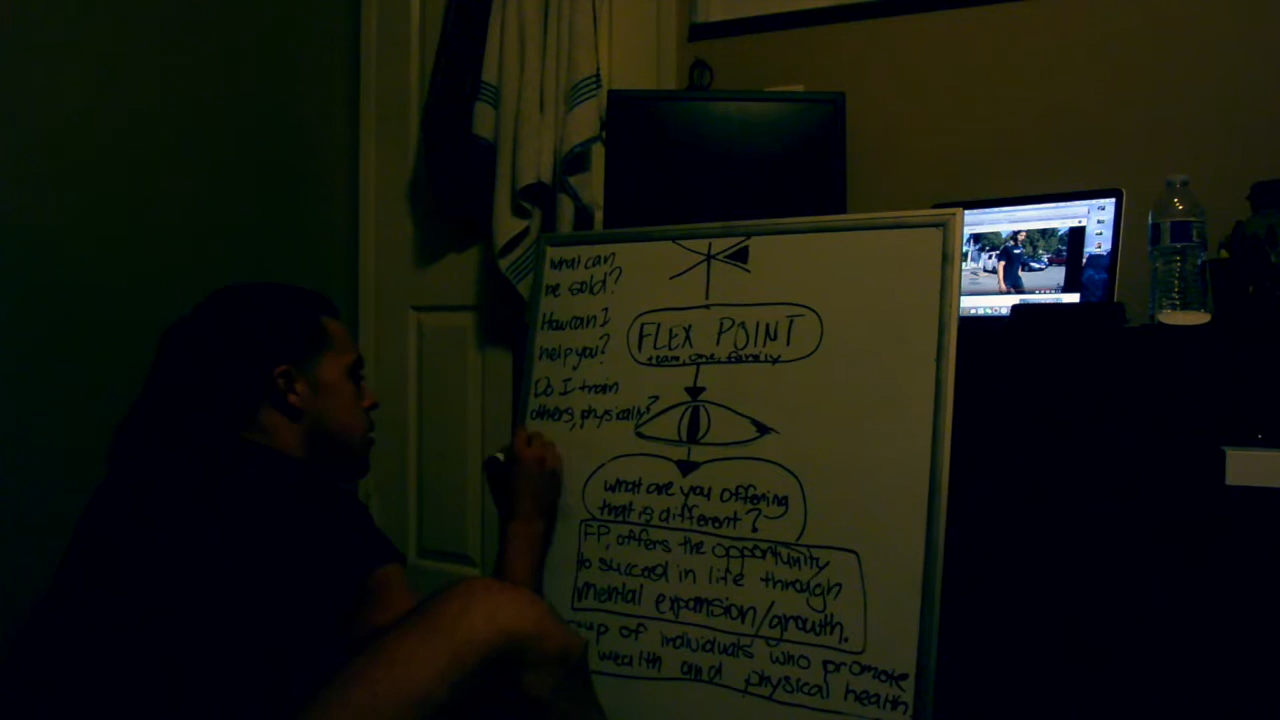 what can
be sold?
How can I
help you?
Do I train
others, physically?
FLEX POINT
team, one, family
what are you offering
that is different?
FP, offers the opportunity
to succeed in life through
mental expansion/growth.
of individuals who promote
wealth and physical health.